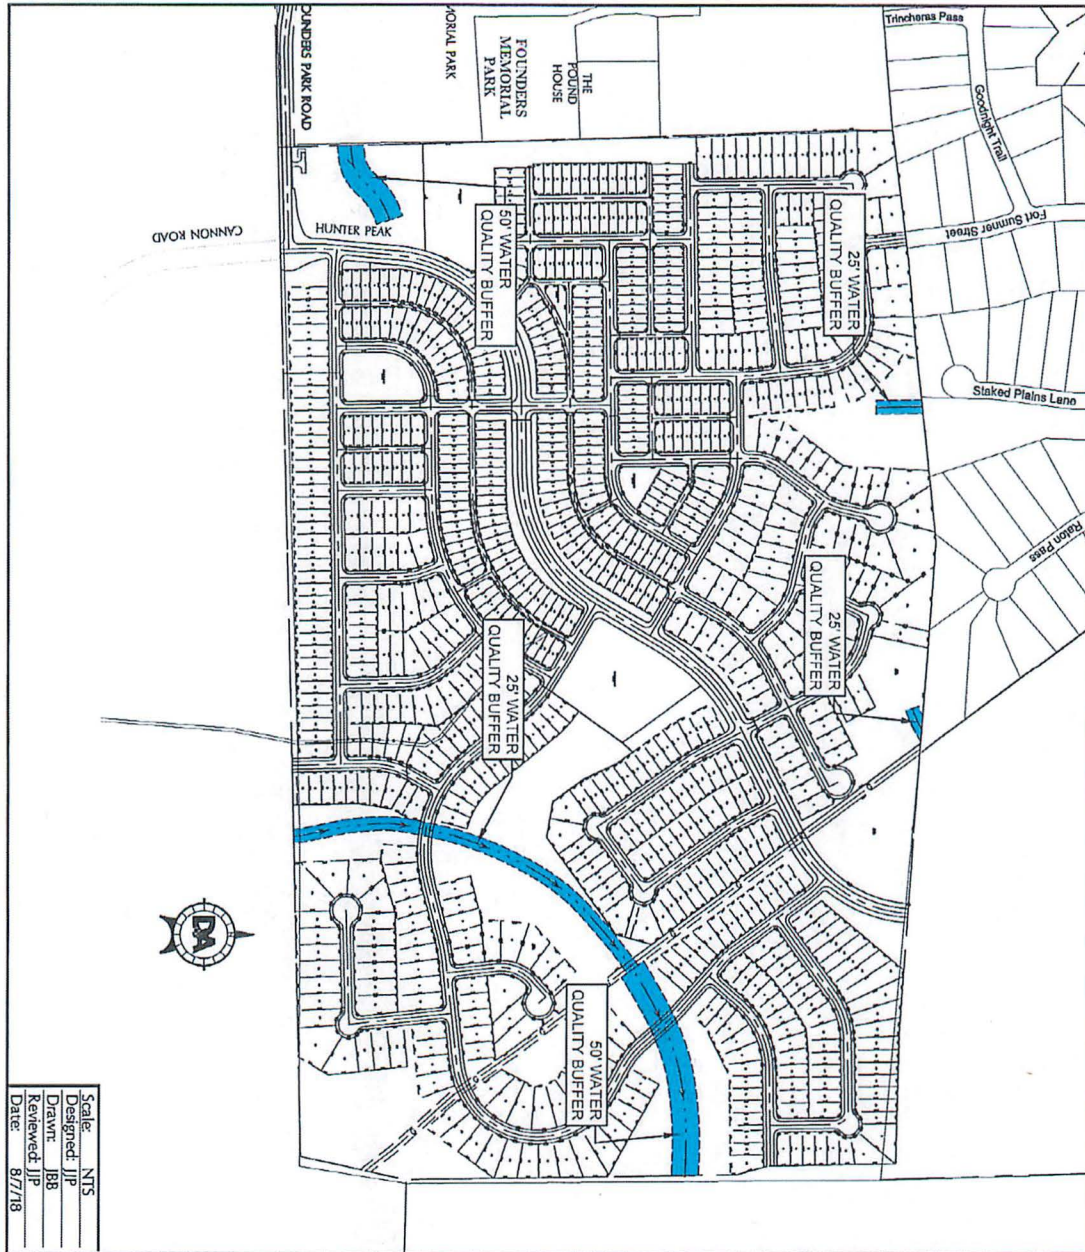 Trincheras Pass
Goodnight Trail
Fort Sumner Street
Staked Plains Lane
Raton Pass
THE
POUND
HOUSE
FOUNDERS
MEMORIAL
PARK
MORIAL PARK
OUNDERS PARK ROAD
HUNTER PEAK
CANNON ROAD
25' WATER
QUALITY BUFFER
50' WATER
QUALITY BUFFER
25' WATER
QUALITY BUFFER
25' WATER
QUALITY BUFFER
50' WATER
QUALITY BUFFER
Scale: NTS
Designed: JJP
Drawn: JBB
Reviewed: JJP
Date: 8/7/18